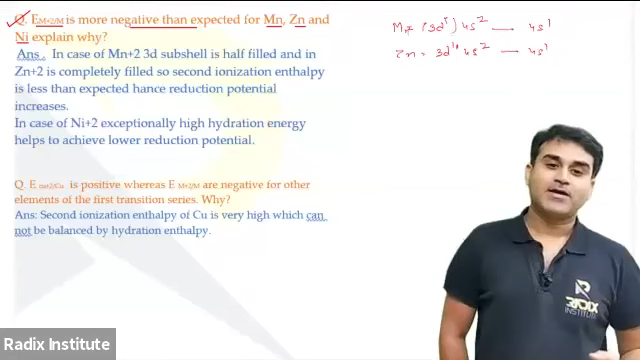 Q. EM+2/M is more negative than expected for Mn, Zn and
Ni explain why?
Ans . In case of Mn+2 3d subshell is half filled and in
Zn+2 is completely filled so second ionization enthalpy
is less than expected hance reduction potential
increases.
In case of Ni+2 exceptionally high hydration energy
helps to achieve lower reduction potential.
Q. E cu+2/Cu is positive whereas E M+2/M are negative for other
elements of the first transition series. Why?
Ans: Second ionization enthalpy of Cu is very high which can
not be balanced by hydration enthalpy.
3d⁵) 4s² — 4s¹
Zn = 3d¹⁰ 4s² — 4s¹
R
RADIX
INSTITUTE
Radix Institute